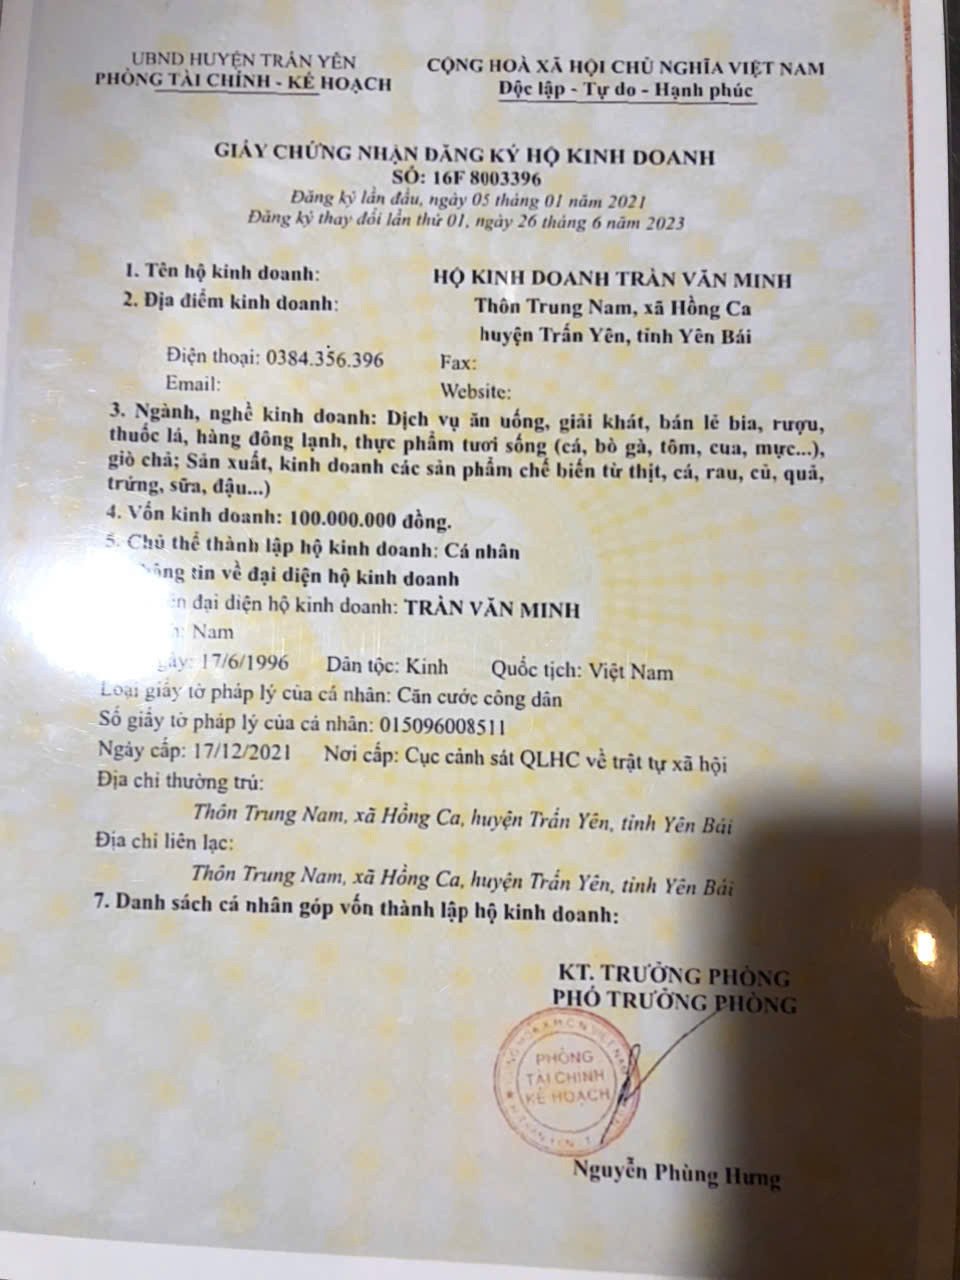 UBND HUYỆN TRẤN YÊN
PHÒNG TÀI CHÍNH - KẾ HOẠCH
CỘNG HOÀ XÃ HỘI CHỦ NGHĨA VIỆT NAM
Độc lập - Tự do - Hạnh phúc
GIẤY CHỨNG NHẬN ĐĂNG KÝ HỘ KINH DOANH
SỐ: 16F 8003396
Đăng ký lần đầu, ngày 05 tháng 01 năm 2021
Đăng ký thay đổi lần thứ 01, ngày 26 tháng 6 năm 2023
1. Tên hộ kinh doanh: HỘ KINH DOANH TRẦN VĂN MINH
2. Địa điểm kinh doanh: Thôn Trung Nam, xã Hồng Ca
huyện Trấn Yên, tỉnh Yên Bái
Điện thoại: 0384.356.396 Fax:
Email: Website:
3. Ngành, nghề kinh doanh: Dịch vụ ăn uống, giải khát, bán lẻ bia, rượu,
thuốc lá, hàng đông lạnh, thực phẩm tươi sống (cá, bò gà, tôm, cua, mực...),
giò chả; Sản xuất, kinh doanh các sản phẩm chế biến từ thịt, cá, rau, củ, quả,
trứng, sữa, đậu...)
4. Vốn kinh doanh: 100.000.000 đồng.
5. Chủ thể thành lập hộ kinh doanh: Cá nhân
tin về đại diện hộ kinh doanh
đại diện hộ kinh doanh: TRẦN VĂN MINH
Nam
17/6/1996 Dân tộc: Kinh Quốc tịch: Việt Nam
Loại giấy tờ pháp lý của cá nhân: Căn cước công dân
Số giấy tờ pháp lý của cá nhân: 015096008511
Ngày cấp: 17/12/2021 Nơi cấp: Cục cảnh sát QLHC về trật tự xã hội
Địa chỉ thường trú:
Thôn Trung Nam, xã Hồng Ca, huyện Trấn Yên, tỉnh Yên Bái
Địa chỉ liên lạc:
Thôn Trung Nam, xã Hồng Ca, huyện Trấn Yên, tỉnh Yên Bái
7. Danh sách cá nhân góp vốn thành lập hộ kinh doanh:
KT. TRƯỞNG PHÒNG
PHÓ TRƯỞNG PHÒNG
PHÒNG
TÀI CHÍNH
KẾ HOẠCH
Nguyễn Phùng Hưng